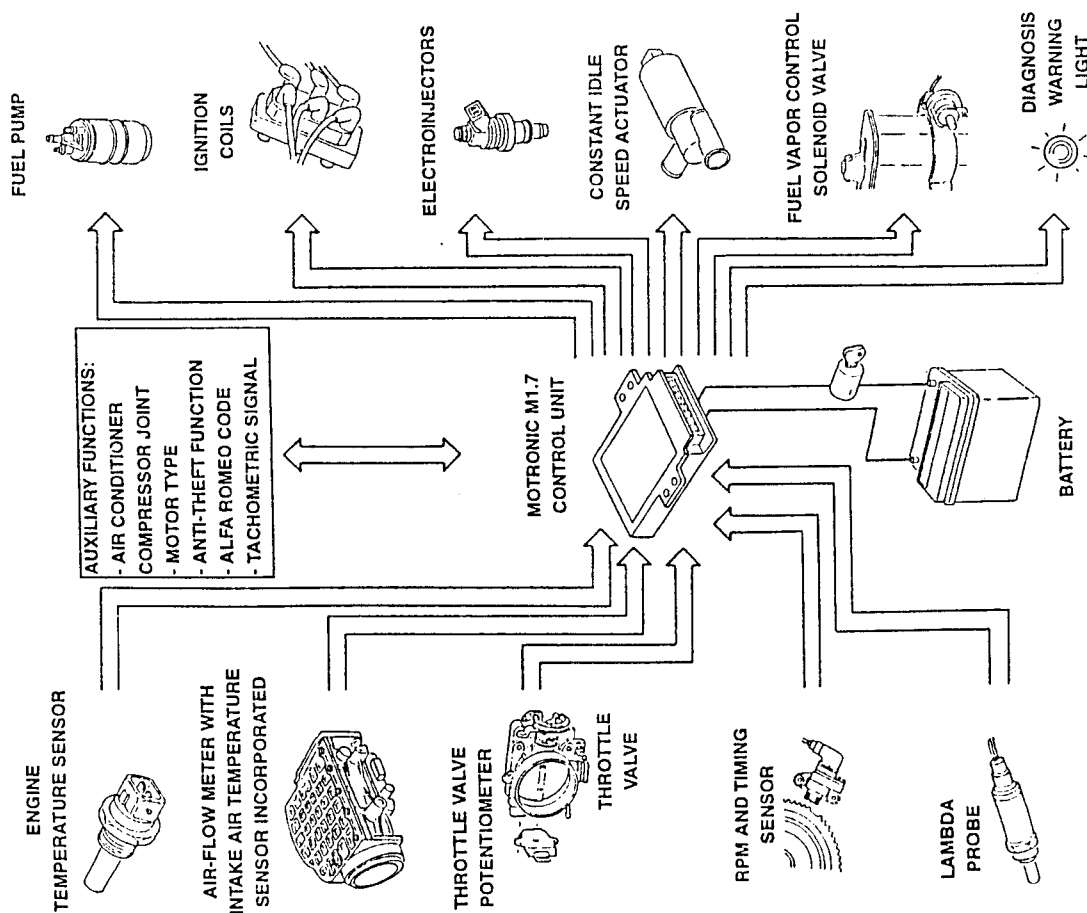 ENGINE
TEMPERATURE SENSOR
AIR-FLOW METER WITH
INTAKE AIR TEMPERATURE
SENSOR INCORPORATED
THROTTLE VALVE
POTENTIOMETER
THROTTLE
VALVE
RPM AND TIMING
SENSOR
LAMBDA
PROBE
AUXILIARY FUNCTIONS:
- AIR CONDITIONER
COMPRESSOR JOINT
- MOTOR TYPE
- ANTI-THEFT FUNCTION
- ALFA ROMEO CODE
- TACHOMETRIC SIGNAL
MOTRONIC M1.7
CONTROL UNIT
BATTERY
FUEL PUMP
IGNITION
COILS
ELECTROINJECTORS
CONSTANT IDLE
SPEED ACTUATOR
FUEL VAPOR CONTROL
SOLENOID VALVE
DIAGNOSIS
WARNING
LIGHT